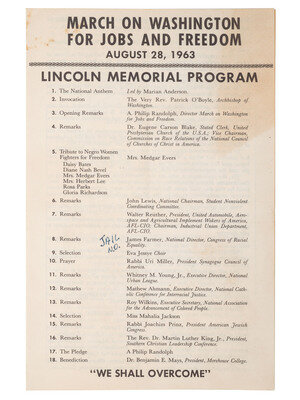 MARCH ON WASHINGTON
FOR JOBS AND FREEDOM
AUGUST 28, 1963
LINCOLN MEMORIAL PROGRAM
1. The National Anthem Led by Marian Anderson.
2. Invocation The Very Rev. Patrick O'Boyle, Archbishop of
Washington.
3. Opening Remarks A. Philip Randolph, Director March on Washington
for Jobs and Freedom.
4. Remarks Dr. Eugene Carson Blake, Stated Clerk, United
Presbyterian Church of the U.S.A.; Vice Chairman,
Commission on Race Relations of the National Council
of Churches of Christ in America.
5. Tribute to Negro Women
Fighters for Freedom Mrs. Medgar Evers
Daisy Bates
Diane Nash Bevel
Mrs. Medgar Evers
Mrs. Herbert Lee
Rosa Parks
Gloria Richardson
6. Remarks John Lewis, National Chairman, Student Nonviolent
Coordinating Committee.
7. Remarks Walter Reuther, President, United Automobile, Aero-
space and Agricultural Implement Wokers of America,
AFL-CIO; Chairman, Industrial Union Department,
AFL-CIO.
8. Remarks JAIL James Farmer, National Director, Congress of Racial
Equality.
9. Selection Eva Jessye Choir
10. Prayer Rabbi Uri Miller, President Synagogue Council of
America.
11. Remarks Whitney M. Young, Jr., Executive Director, National
Urban League.
12. Remarks Mathew Ahmann, Executive Director, National Cath-
olic Conference for Interracial Justice.
13. Remarks Roy Wilkins, Executive Secretary, National Association
for the Advancement of Colored People.
14. Selection Miss Mahalia Jackson
15. Remarks Rabbi Joachim Prinz, President American Jewish
Congress.
16. Remarks The Rev. Dr. Martin Luther King, Jr., President,
Southern Christian Leadership Conference.
17. The Pledge A Philip Randolph
18. Benediction Dr. Benjamin E. Mays, President, Morehouse College.
"WE SHALL OVERCOME"